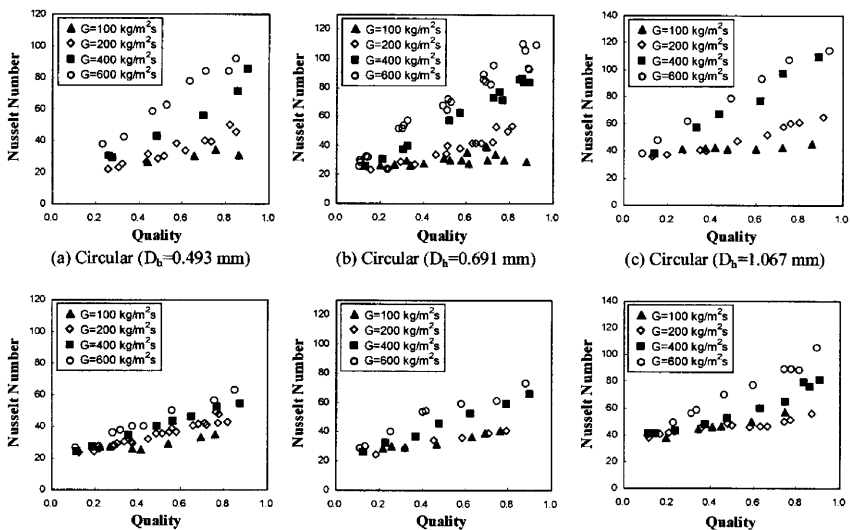 120
100
80
60
40
20
0
Nusselt Number
▲ G=100 kg/m²s
◇ G=200 kg/m²s
■ G=400 kg/m²s
○ G=600 kg/m²s
0.0 0.2 0.4 0.6 0.8 1.0
Quality
(a) Circular (Dh=0.493 mm)
120
100
80
60
40
20
0
Nusselt Number
▲ G=100 kg/m²s
◇ G=200 kg/m²s
■ G=400 kg/m²s
○ G=600 kg/m²s
0.0 0.2 0.4 0.6 0.8 1.0
Quality
(b) Circular (Dh=0.691 mm)
140
120
100
80
60
40
20
0
Nusselt Number
▲ G=100 kg/m²s
◇ G=200 kg/m²s
■ G=400 kg/m²s
○ G=600 kg/m²s
0.0 0.2 0.4 0.6 0.8 1.0
Quality
(c) Circular (Dh=1.067 mm)
120
100
80
60
40
20
0
Nusselt Number
▲ G=100 kg/m²s
◇ G=200 kg/m²s
■ G=400 kg/m²s
○ G=600 kg/m²s
0.0 0.2 0.4 0.6 0.8 1.0
Quality
120
100
80
60
40
20
0
Nusselt Number
▲ G=100 kg/m²s
◇ G=200 kg/m²s
■ G=400 kg/m²s
○ G=600 kg/m²s
0.0 0.2 0.4 0.6 0.8 1.0
Quality
140
120
100
80
60
40
20
0
Nusselt Number
▲ G=100 kg/m²s
◇ G=200 kg/m²s
■ G=400 kg/m²s
○ G=600 kg/m²s
0.0 0.2 0.4 0.6 0.8 1.0
Quality